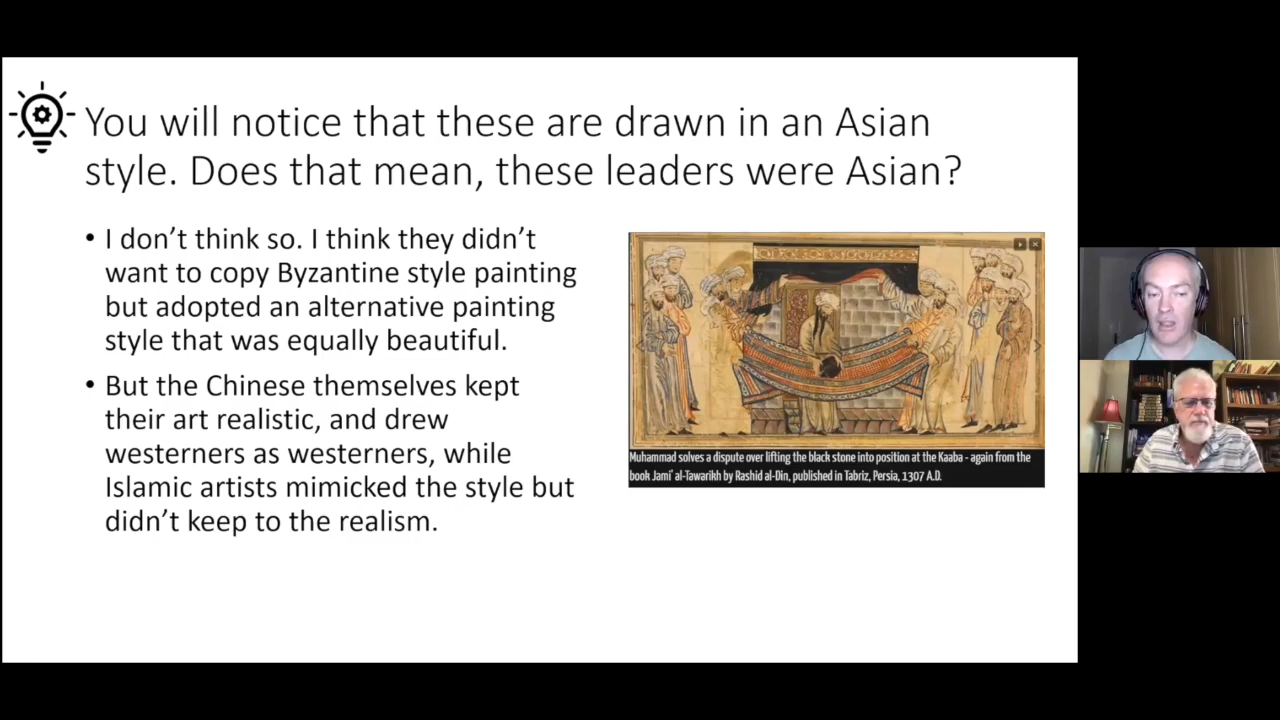 You will notice that these are drawn in an Asian
style. Does that mean, these leaders were Asian?
• I don’t think so. I think they didn’t
want to copy Byzantine style painting
but adopted an alternative painting
style that was equally beautiful.
• But the Chinese themselves kept
their art realistic, and drew
westerners as westerners, while
Islamic artists mimicked the style but
didn’t keep to the realism.
Muhammad solves a dispute over lifting the black stone into position at the Kaaba - again from the
book Jami' al-Tawarikh by Rashid al-Din, published in Tabriz, Persia, 1307 A.D.